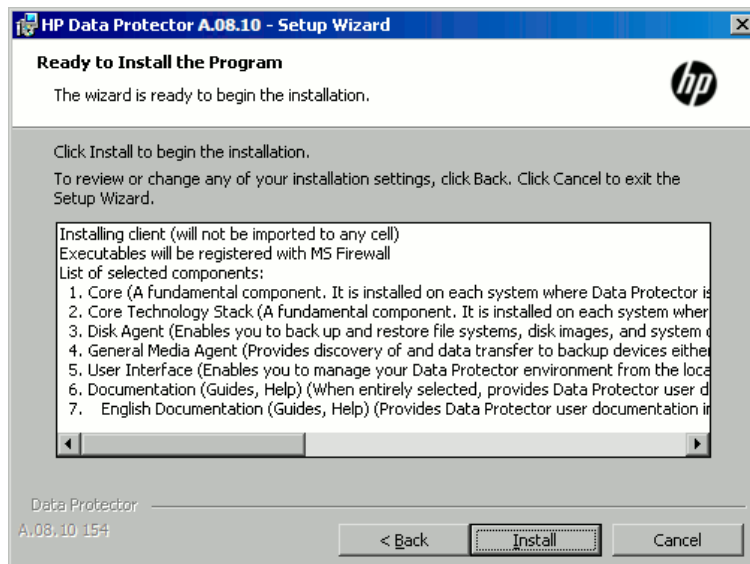 HP Data Protector A.08.10 - Setup Wizard
Ready to Install the Program
The wizard is ready to begin the installation.
hp
Click Install to begin the installation.
To review or change any of your installation settings, click Back. Click Cancel to exit the
Setup Wizard.
Installing client (will not be imported to any cell)
Executables will be registered with MS Firewall
List of selected components:
1. Core (A fundamental component. It is installed on each system where Data Protector is
2. Core Technology Stack (A fundamental component. It is installed on each system wher
3. Disk Agent (Enables you to back up and restore file systems, disk images, and system
4. General Media Agent (Provides discovery of and data transfer to backup devices either
5. User Interface (Enables you to manage your Data Protector environment from the loca
6. Documentation (Guides, Help) (When entirely selected, provides Data Protector user d
7. English Documentation (Guides, Help) (Provides Data Protector user documentation in
Data Protector
A.08.10 154
< Back
Install
Cancel